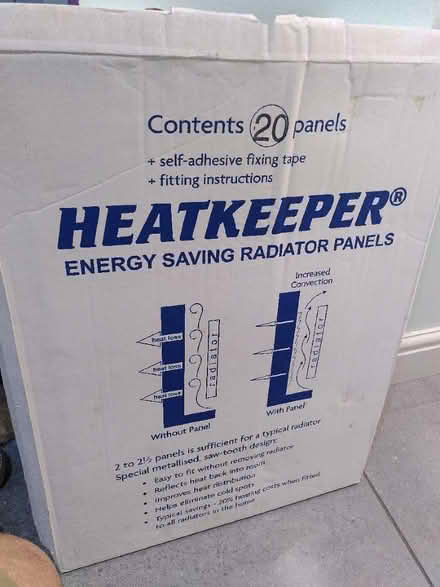 Contents 20 panels
+ self-adhesive fixing tape
+ fitting instructions
HEATKEEPER®
ENERGY SAVING RADIATOR PANELS
Increased
Convection
heat loss
heat loss
heat loss
radiator
radiator
Without Panel
With Panel
2 to 2½ panels is sufficient for a typical radiator
Special metallised, saw-tooth design:
• Easy to fit without removing radiator
• Reflects heat back into room
• Improves heat distribution
• Helps eliminate cold spots
• Typical savings - 20% heating costs when fitted
to all radiators in the home